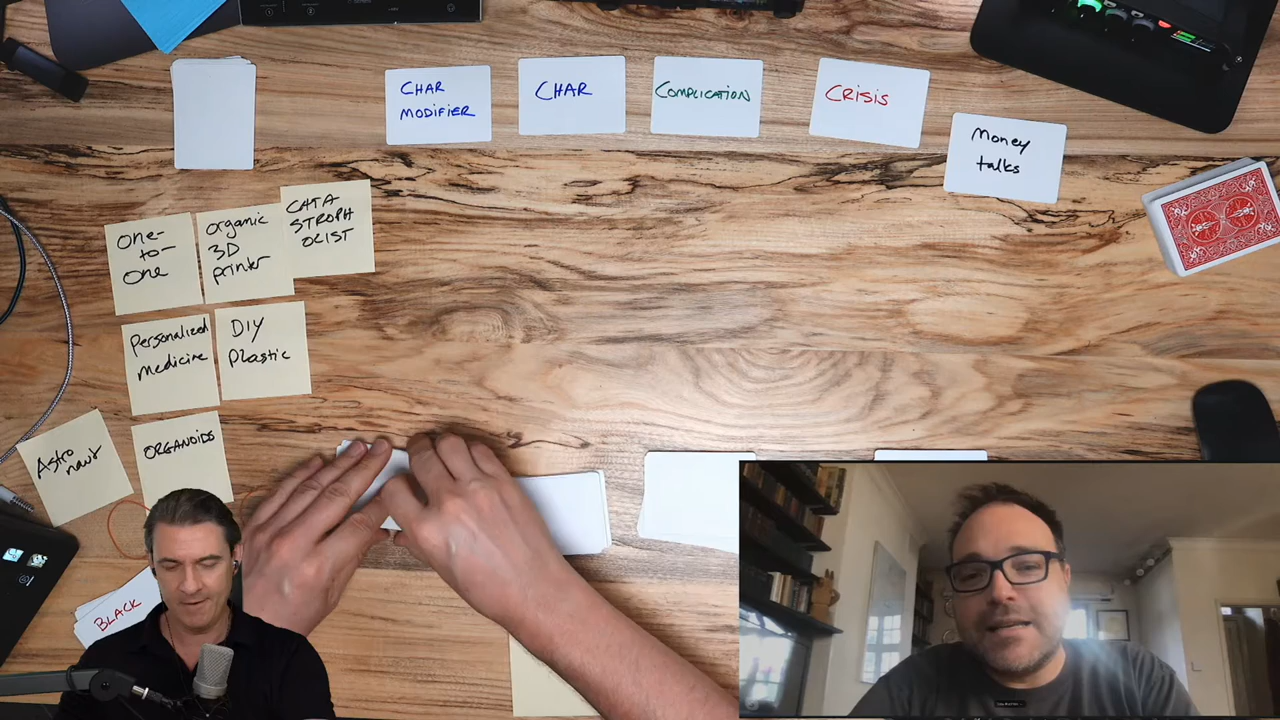 CHAR
MODIFIER
CHAR
COMPLICATION
CRISIS
Money
talks
One-
to-
One
organic
3D
printer
CATA
STROPH
OLIST
Personalized
medicine
DIY
Plastic
Astro
naut
ORGANOIDS
BLACK